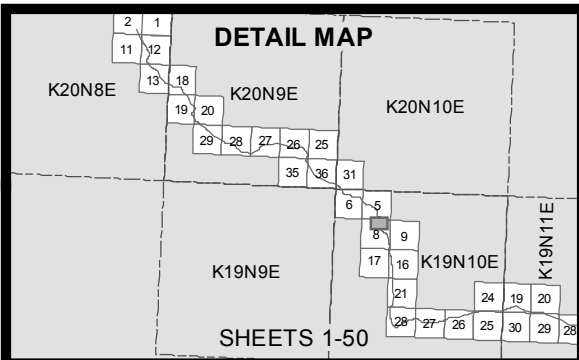 DETAIL MAP
2 1
11 12
13 18
K20N8E
K20N9E
K20N10E
19 20
29 28 27 26 25
35 36 31
6 5
8 9
K19N11E
17 16
K19N9E
K19N10E
21
24 19 20
28 27 26 25 30 29 28
SHEETS 1-50